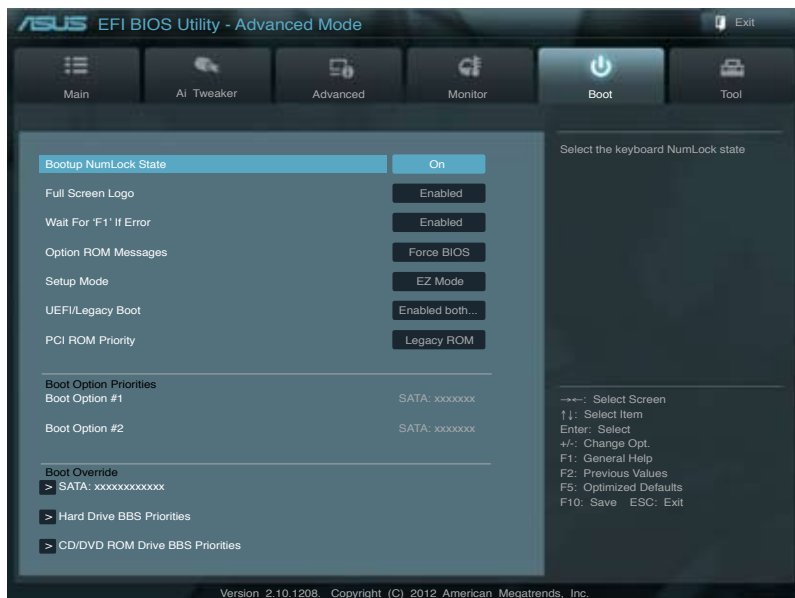 ASUS EFI BIOS Utility - Advanced Mode
Exit
Main
Ai Tweaker
Advanced
Monitor
Boot
Tool
Bootup NumLock State On
Full Screen Logo Enabled
Wait For ‘F1’ If Error Enabled
Option ROM Messages Force BIOS
Setup Mode EZ Mode
UEFI/Legacy Boot Enabled both...
PCI ROM Priority Legacy ROM
Boot Option Priorities
Boot Option #1 SATA: xxxxxxx
Boot Option #2 SATA: xxxxxxx
Boot Override
> SATA: xxxxxxxxxxxx
> Hard Drive BBS Priorities
> CD/DVD ROM Drive BBS Priorities
Select the keyboard NumLock state
→←: Select Screen
↑↓: Select Item
Enter: Select
+/-: Change Opt.
F1: General Help
F2: Previous Values
F5: Optimized Defaults
F10: Save ESC: Exit
Version 2.10.1208. Copyright (C) 2012 American Megatrends, Inc.